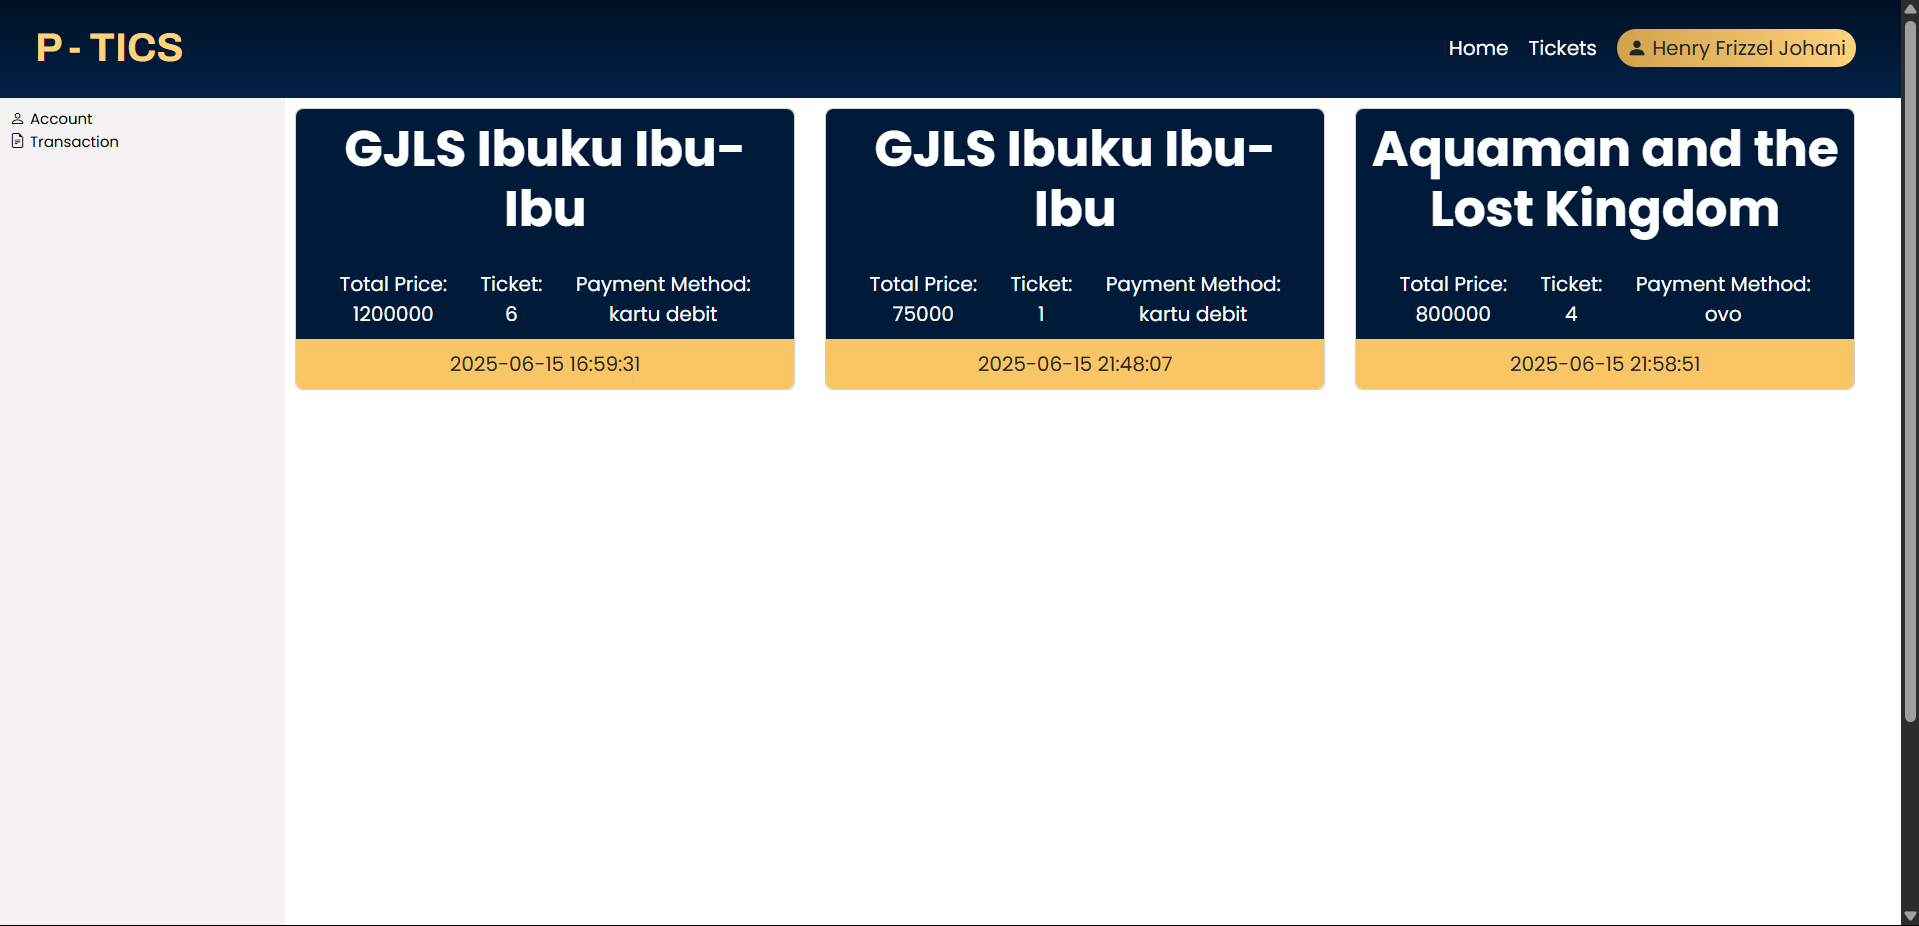 P - TICS
Home Tickets Henry Frizzel Johani
Account
Transaction
GJLS Ibuku Ibu-
Ibu
Total Price: Ticket: Payment Method:
1200000 6 kartu debit
2025-06-15 16:59:31
GJLS Ibuku Ibu-
Ibu
Total Price: Ticket: Payment Method:
75000 1 kartu debit
2025-06-15 21:48:07
Aquaman and the
Lost Kingdom
Total Price: Ticket: Payment Method:
800000 4 ovo
2025-06-15 21:58:51